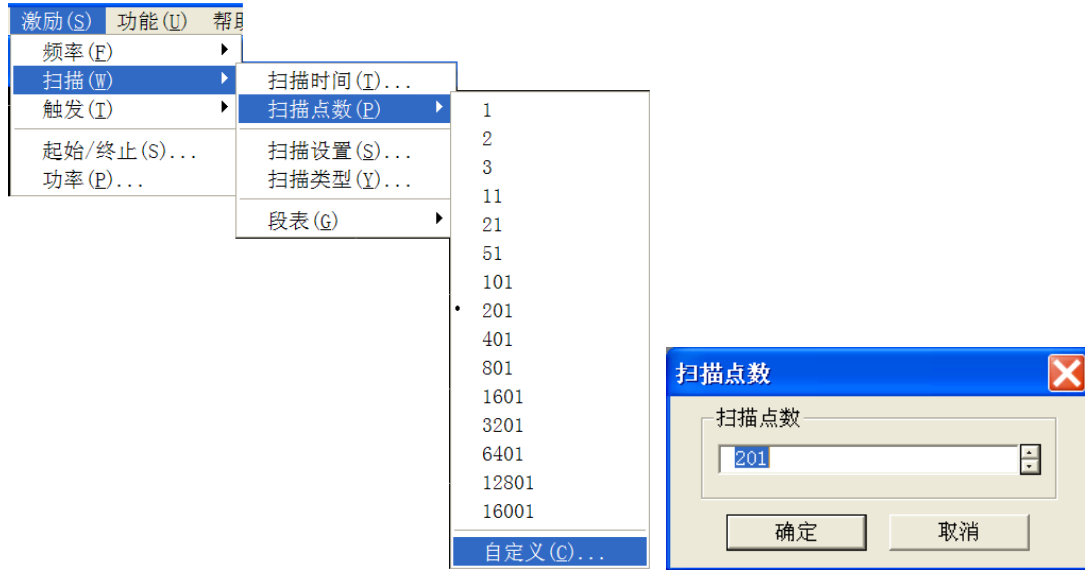 激励(S) 功能(U) 帮
频率(F)
扫描(W)
触发(T)
起始/终止(S)...
功率(P)...
扫描时间(T)...
扫描点数(P)
扫描设置(S)...
扫描类型(Y)...
段表(G)
1
2
3
11
21
51
101
201
401
801
1601
3201
6401
12801
16001
自定义(C)...
扫描点数
扫描点数
201
确定 取消